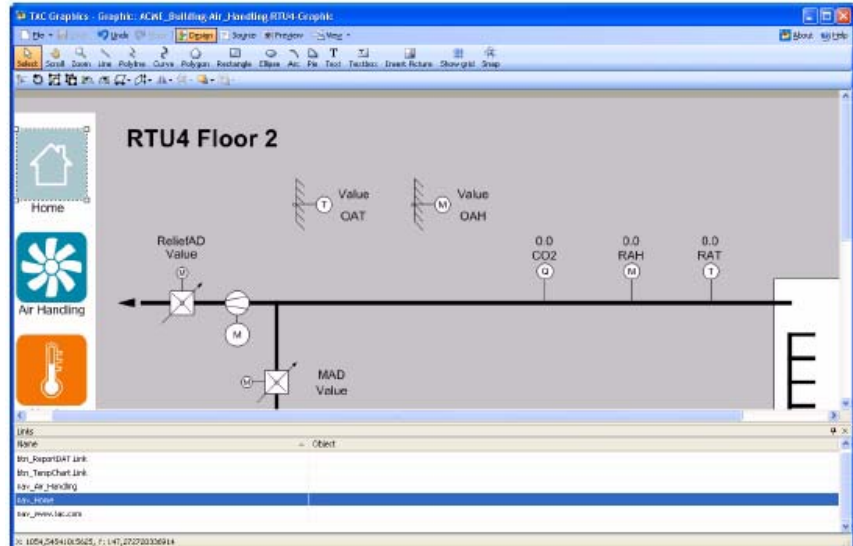 TAC Graphics - Graphic: ACME_Building-Air_Handling.RTU4-Graphic
File Undo Design Source Preview View About Help
Select Scroll Zoom Line Polyline Curve Polygon Rectangle Ellipse Arc Pie Text Textbox Insert Picture Show grid Snap
RTU4 Floor 2
Home
Value
T
OAT
Value
M
OAH
ReliefAD
Value
M
0.0
CO2
Q
0.0
RAH
M
0.0
RAT
T
Air Handling
M
M
MAD
Value
Links
Name Object
btn_ReportDAT.Link
btn_TempChart.Link
nav_Air_Handling
nav_Home
nav_www.tac.com